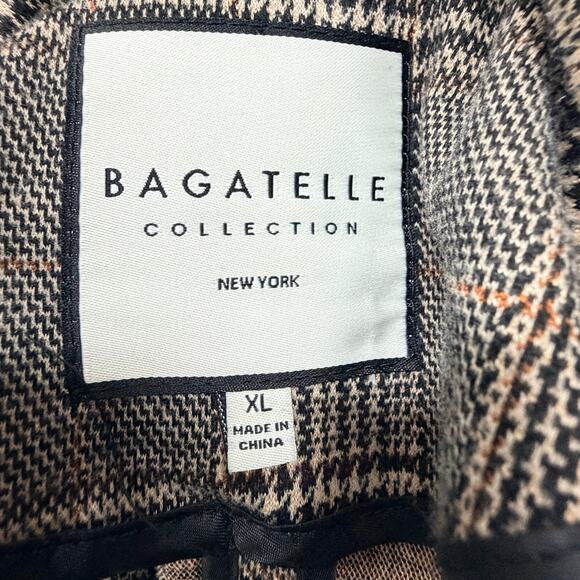 BAGATELLE
COLLECTION
NEW YORK
XL
MADE IN
CHINA